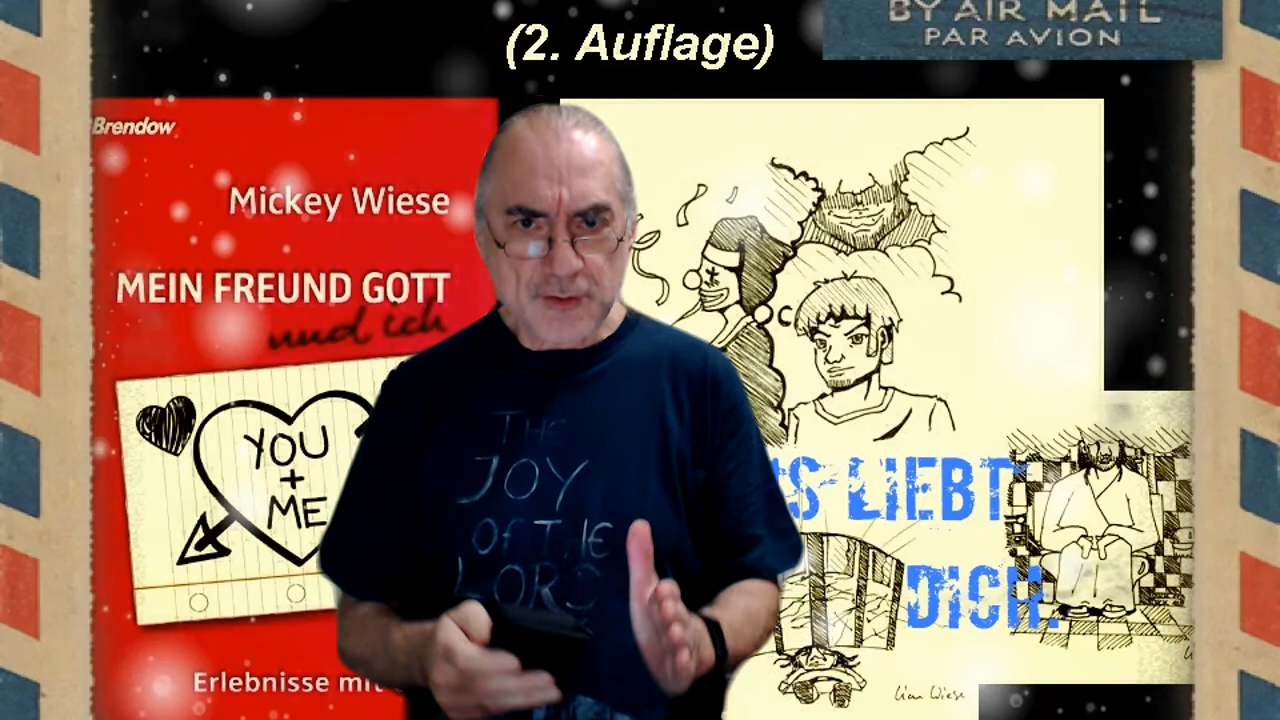 BY AIR MAIL
PAR AVION
(2. Auflage)
Brendow
Mickey Wiese
MEIN FREUND GOTT
und ich
YOU
+
ME
Erlebnisse mit
THE
JOY
OF THE
LORD
LIEBT
DICH.
Lian Wiese